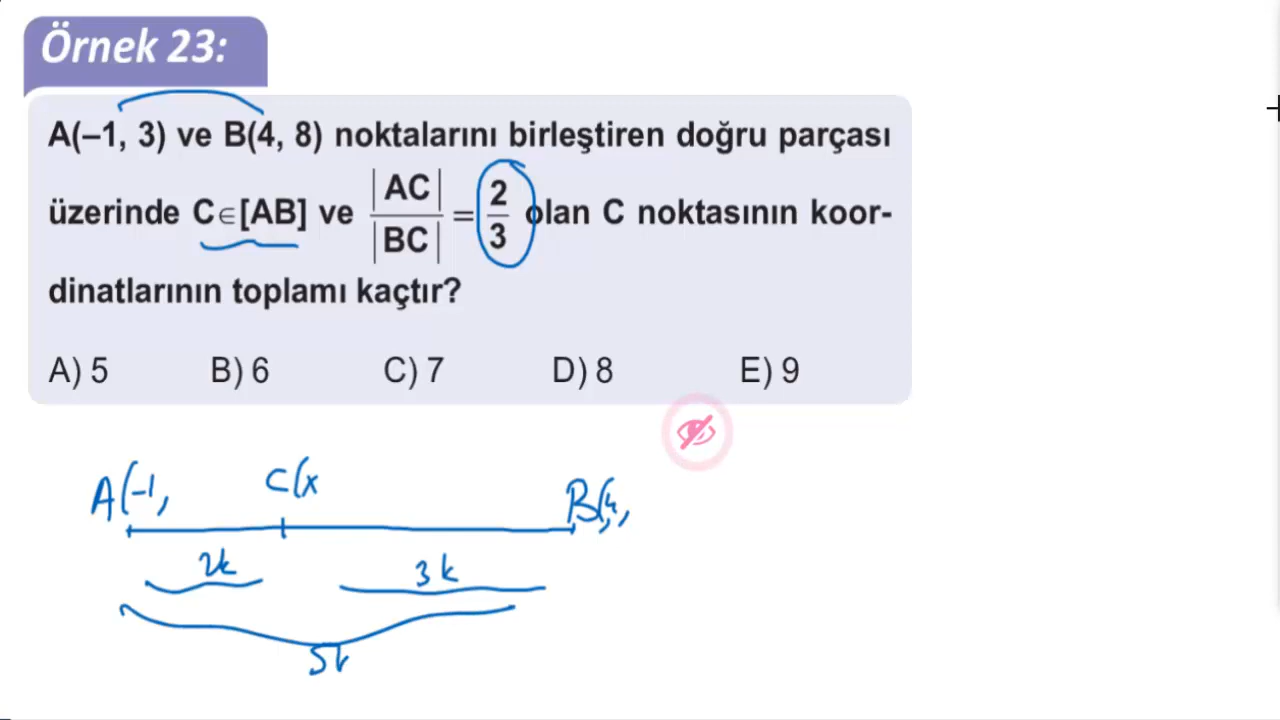 Örnek 23:
A(–1, 3) ve B(4, 8) noktalarını birleştiren doğru parçası
üzerinde C∈[AB] ve |AC| / |BC| = 2/3 olan C noktasının koor-
dinatlarının toplamı kaçtır?
A) 5 B) 6 C) 7 D) 8 E) 9
A(-1, C(x B(4,
2k 3k
5k